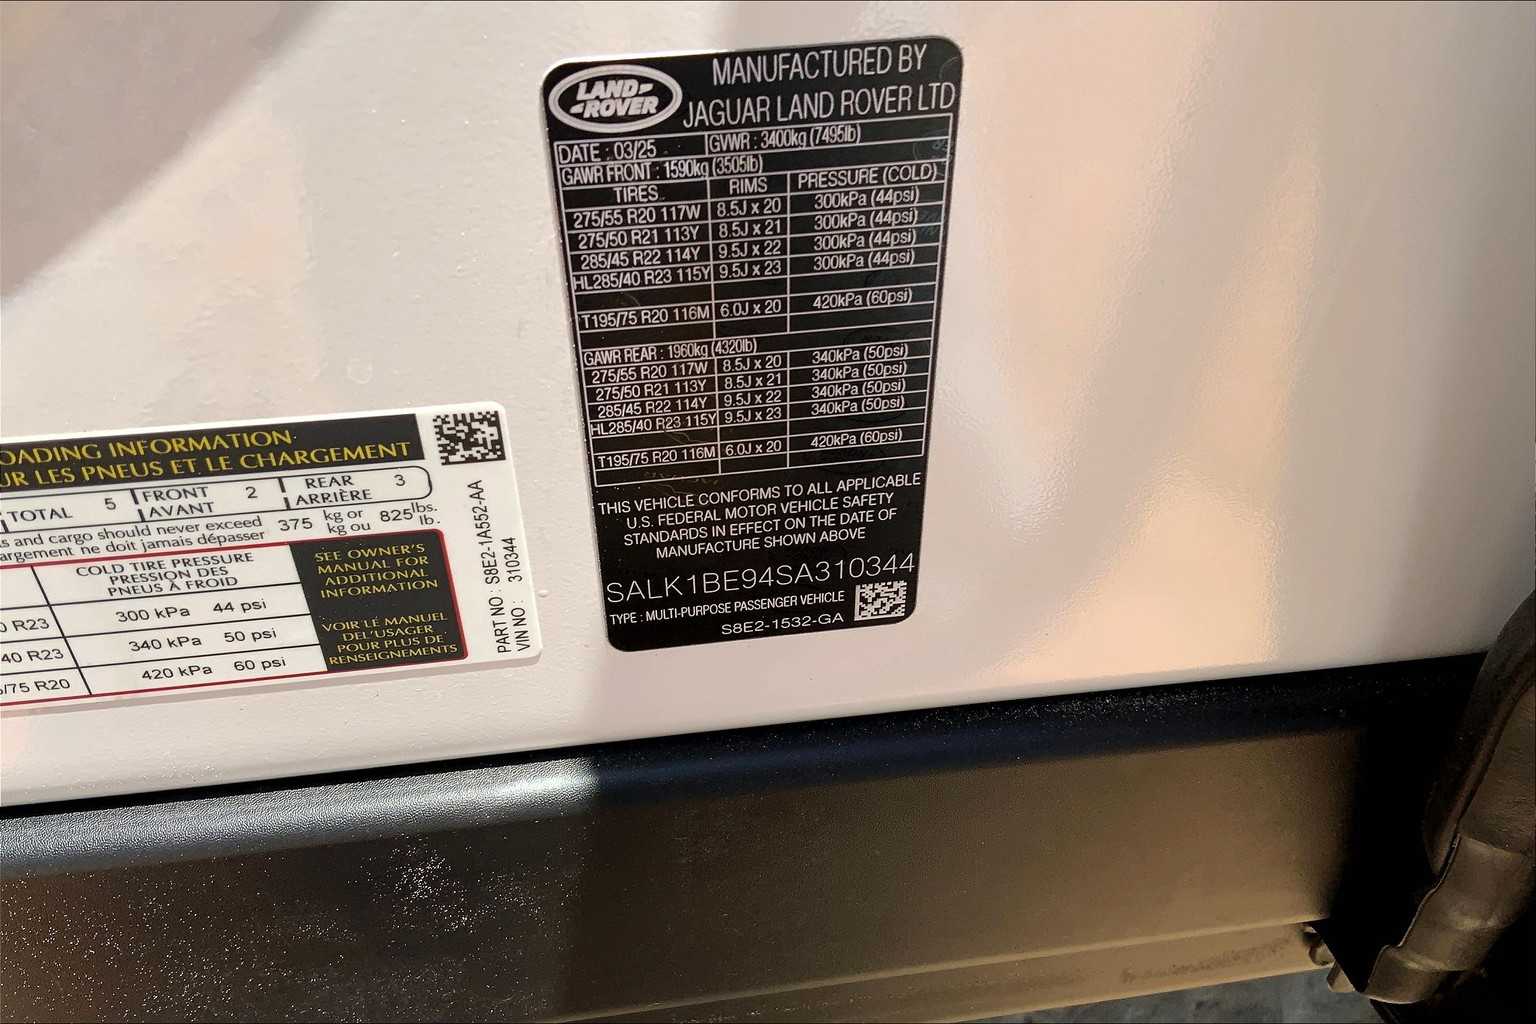 LAND-
-ROVER
MANUFACTURED BY
JAGUAR LAND ROVER LTD
DATE : 03/25 GVWR : 3400kg (7495lb)
GAWR FRONT : 1590kg (3505lb)
TIRES RIMS PRESSURE (COLD)
275/55 R20 117W 8.5J x 20 300kPa (44psi)
275/50 R21 113Y 8.5J x 21 300kPa (44psi)
285/45 R22 114Y 9.5J x 22 300kPa (44psi)
HL285/40 R23 115Y 9.5J x 23 300kPa (44psi)
T195/75 R20 116M 6.0J x 20 420kPa (60psi)
GAWR REAR : 1960kg (4320lb)
275/55 R20 117W 8.5J x 20 340kPa (50psi)
275/50 R21 113Y 8.5J x 21 340kPa (50psi)
285/45 R22 114Y 9.5J x 22 340kPa (50psi)
HL285/40 R23 115Y 9.5J x 23 340kPa (50psi)
T195/75 R20 116M 6.0J x 20 420kPa (60psi)
THIS VEHICLE CONFORMS TO ALL APPLICABLE
U.S. FEDERAL MOTOR VEHICLE SAFETY
STANDARDS IN EFFECT ON THE DATE OF
MANUFACTURE SHOWN ABOVE
SALK1BE94SA310344
TYPE : MULTI-PURPOSE PASSENGER VEHICLE
S8E2-1532-GA
OADING INFORMATION
UR LES PNEUS ET LE CHARGEMENT
TOTAL 5 FRONT 2 REAR 3
AVANT ARRIÈRE
s and cargo should never exceed 375 kg or 825 lbs.
argement ne doit jamais dépasser kg ou lb.
COLD TIRE PRESSURE
PRESSION DES
PNEUS À FROID
0 R23 300 kPa 44 psi
40 R23 340 kPa 50 psi
5/75 R20 420 kPa 60 psi
SEE OWNER'S
MANUAL FOR
ADDITIONAL
INFORMATION
VOIR LE MANUEL
DEL'USAGER
POUR PLUS DE
RENSEIGNEMENTS
PART NO : S8E2-1A552-AA
VIN NO : 310344